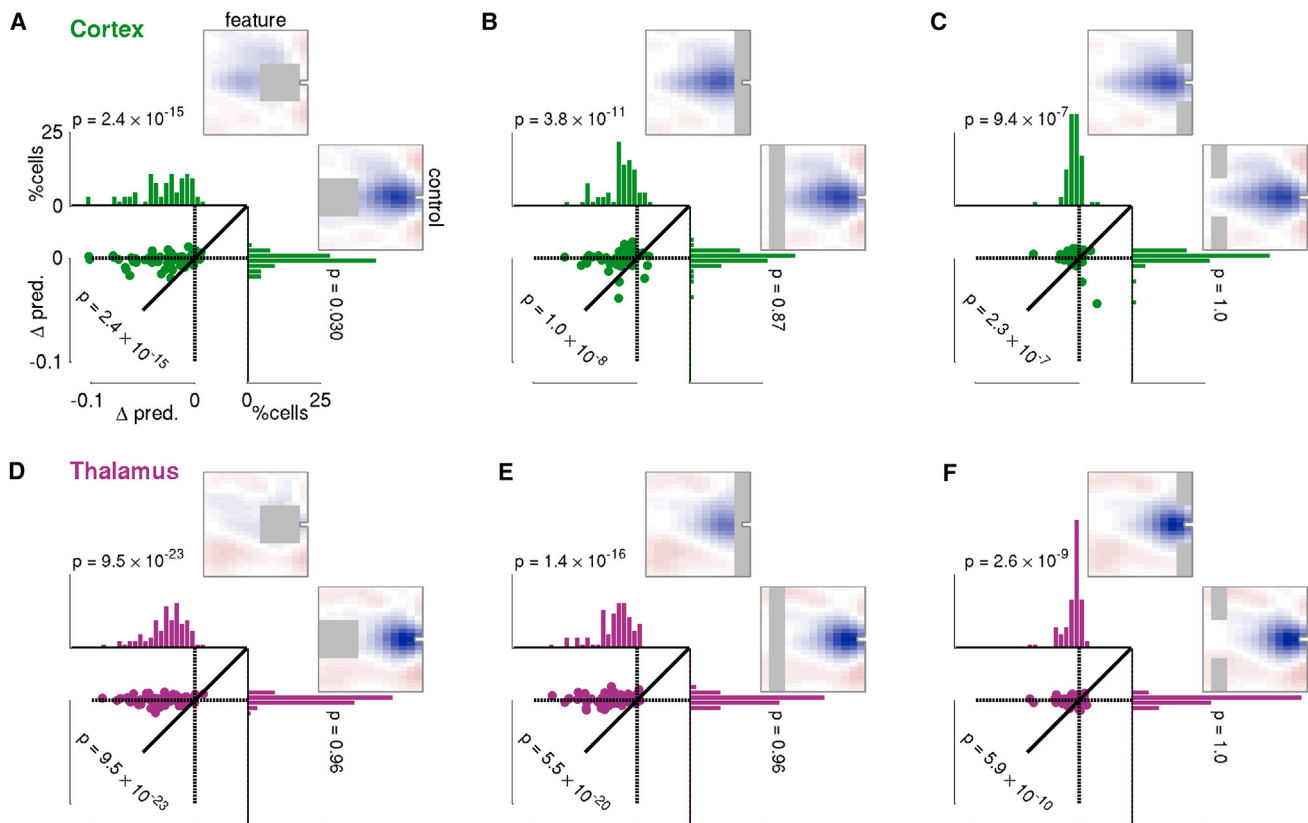 A
Cortex
feature
p = 2.4 × 10-15
25
%cells
0
control
0
Δ pred.
-0.1
p = 2.4 × 10-15
p = 0.030
-0.1
0
0
25
Δ pred.
%cells
B
p = 3.8 × 10-11
p = 1.0 × 10-8
p = 0.87
C
p = 9.4 × 10-7
p = 2.3 × 10-7
p = 1.0
D
Thalamus
p = 9.5 × 10-23
p = 9.5 × 10-23
p = 0.96
E
p = 1.4 × 10-16
p = 5.5 × 10-20
p = 0.96
F
p = 2.6 × 10-9
p = 5.9 × 10-10
p = 1.0